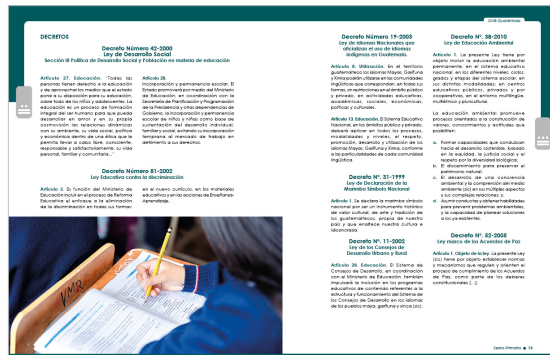 CNB Guatemala
DECRETOS
Decreto Número 42-2000
Ley de Desarrollo Social
Sección III Política de Desarrollo Social y Población en materia de educación
Artículo 27. Educación. "Todas las
personas tienen derecho a la educación
y de aprovechar los medios que el estado
pone a su disposición para su educación,
sobre todo de los niños y adolescentes. La
educación es un proceso de formación
integral del ser humano para que pueda
desarrollar en amor y en su propia
cosmovisión las relaciones dinámicas
con su ambiente, su vida social, política
y económica dentro de una ética que le
permita llevar a cabo libre, consciente,
responsable y satisfactoriamente, su vida
personal, familiar y comunitaria..."
Artículo 28.
Incorporación y permanencia escolar. El
Estado promoverá por medio del Ministerio
de Educación, en coordinación con la
Secretaría de Planificación y Programación
de la Presidencia y otras dependencias de
Gobierno, la incorporación y permanencia
escolar de niños y niñas como base de
sustentación del desarrollo individual,
familiar y social, evitando su incorporación
temprana al mercado de trabajo en
detrimento a sus derechos.
Decreto Número 81-2002
Ley Educativa contra la discriminación
Artículo 2. Es función del Ministerio de
Educación incluir en el proceso de Reforma
Educativa el enfoque a la eliminación
de la discriminación en todas sus formas:
en el nuevo currículo, en los materiales
educativos y en las acciones de Enseñanza-
Aprendizaje.
Decreto Número 19-2003
Ley de Idiomas Nacionales que
oficializan el uso de idiomas
indígenas en Guatemala.
Artículo 8. Utilización. En el territorio
guatemalteco los idiomas Mayas, Garífuna
y Xinka podrán utilizarse en las comunidades
lingüísticas que correspondan, en todas sus
formas, sin restricciones en el ámbito público
y privado, en actividades educativas,
académicas, sociales, económicas,
políticas y culturales.
Artículo 13. Educación. El Sistema Educativo
Nacional, en los ámbitos público y privado,
deberá aplicar en todos los procesos,
modalidades y niveles, el respeto,
promoción, desarrollo y utilización de los
idiomas Mayas, Garífuna y Xinka, conforme
a las particularidades de cada comunidad
lingüística.
Decreto Nº. 31-1999
Ley de Declaración de la
Marimba Símbolo Nacional
Artículo 1. Se declara la marimba símbolo
nacional por ser un instrumento histórico
de valor cultural, de arte y tradición de
los guatemaltecos, propia de nuestro
país y que enaltece nuestra cultura e
idiosincrasia.
Decreto Nº. 11-2002
Ley de los Consejos de
Desarrollo Urbano y Rural
Artículo 28. Educación. El Sistema de
Consejos de Desarrollo, en coordinación
con el Ministerio de Educación, también
impulsará la inclusión en los programas
educativos de contenido referentes a la
estructura y funcionamiento del Sistema de
los Consejos de Desarrollo en los idiomas
de los pueblos maya, garífuna y xinca (sic).
Decreto Nº. 38-2010
Ley de Educación Ambiental
Artículo 1. La presente Ley tiene por
objeto incluir la educación ambiental
permanente, en el sistema educativo
nacional, en los diferentes niveles, ciclos,
grados y etapas del sistema escolar, en
sus distintas modalidades; en centros
educativos públicos, privados y por
cooperativas, en el entorno multilingüe,
multiétnico y pluricultural.
La educación ambiental promueve
procesos orientados a la construcción de
valores, conocimientos y actitudes que
posibiliten:
a. Formar capacidades que conduzcan
hacia el desarrollo sostenible, basado
en la equidad, la justicia social y el
respeto por la diversidad biológica;
b. El discernimiento para preservar el
patrimonio natural;
c. El desarrollo de una conciencia
ambiental y la comprensión del medio
ambiente (sic) en sus múltiples aspectos
y sus complejas relaciones; y,
d. Asumir conductas y obtener habilidades
para prevenir problemas ambientales,
y la capacidad de plantear soluciones
a los ya existentes.
Decreto Nº. 52-2005
Ley marco de los Acuerdos de Paz
Artículo 1. Objeto de la ley. La presente Ley
(sic) tiene por objeto establecer normas
y mecanismos que regulen y orienten el
proceso de cumplimiento de los Acuerdos
de Paz, como parte de los deberes
constitucionales [...].
Sexto Primaria